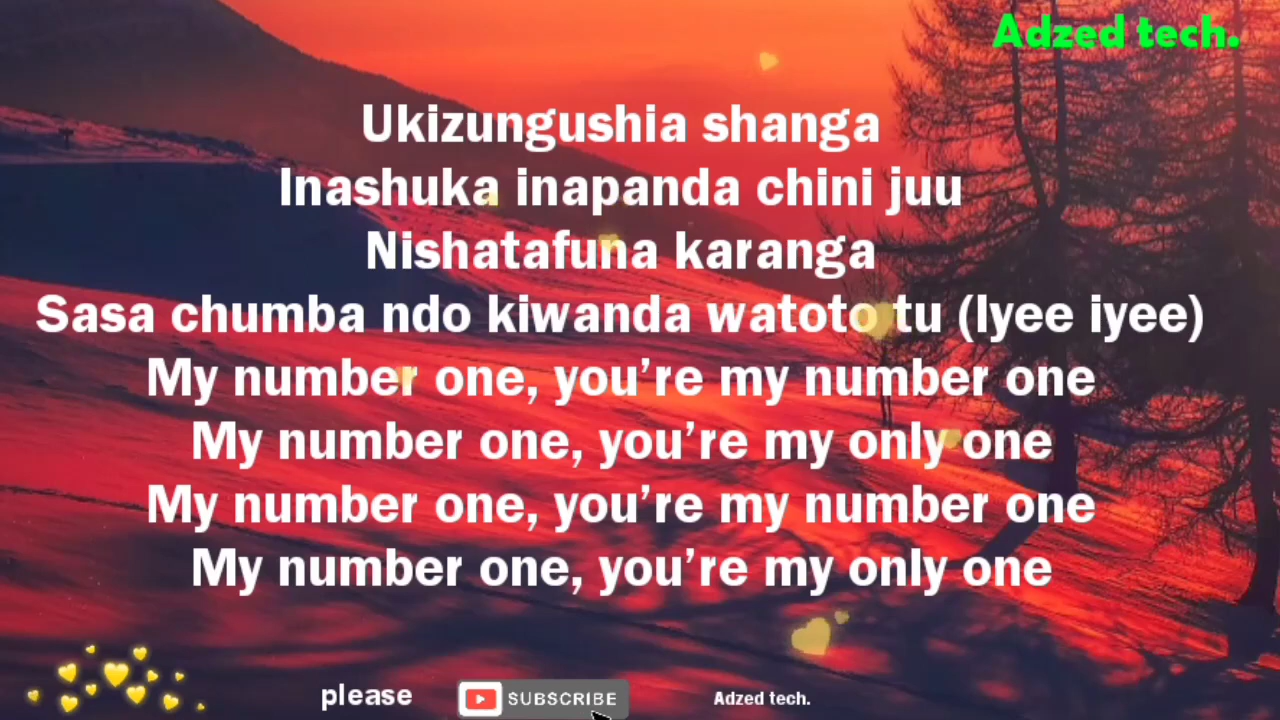 Adzed tech.
Ukizungushia shanga
Inashuka inapanda chini juu
Nishatafuna karanga
Sasa chumba ndo kiwanda watoto tu (Iyee iyee)
My number one, you’re my number one
My number one, you’re my only one
My number one, you’re my number one
My number one, you’re my only one
please SUBSCRIBE Adzed tech.